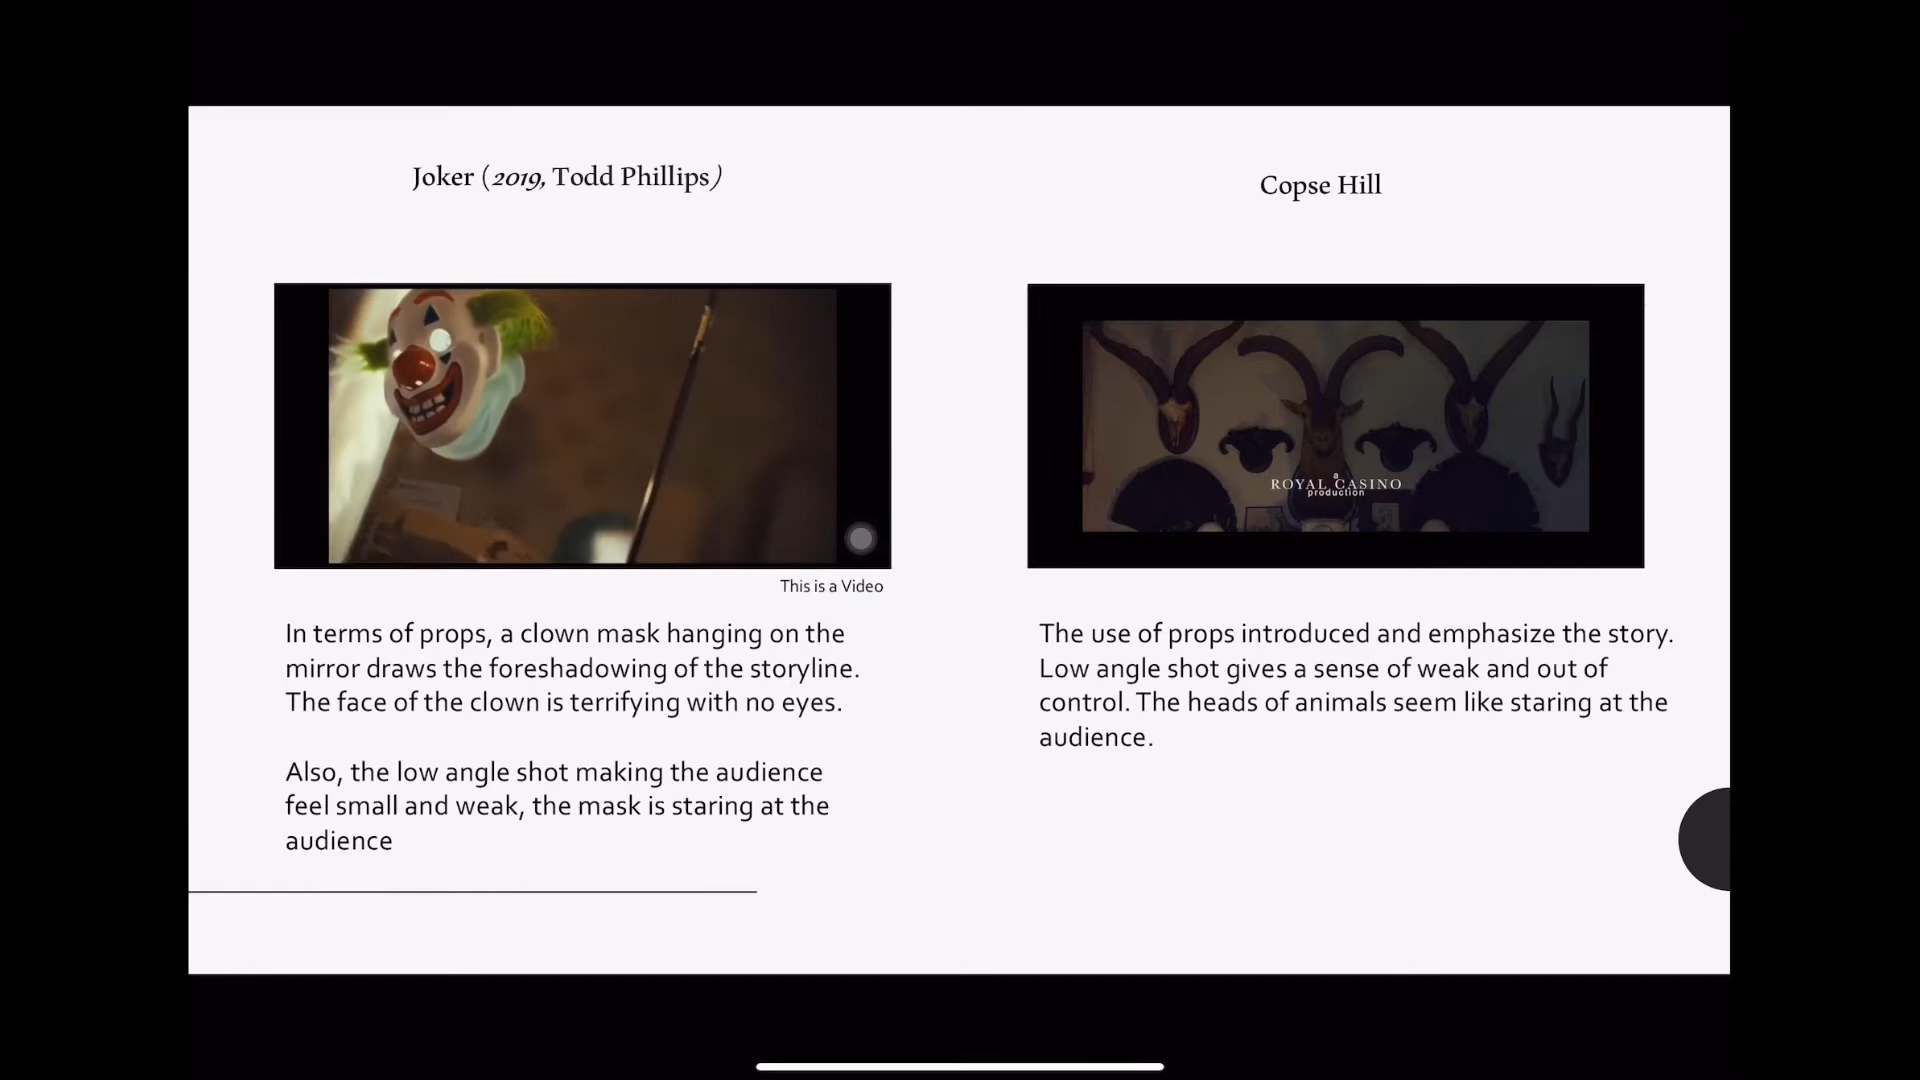 Joker (2019, Todd Phillips)
This is a Video
In terms of props, a clown mask hanging on the
mirror draws the foreshadowing of the storyline.
The face of the clown is terrifying with no eyes.
Also, the low angle shot making the audience
feel small and weak, the mask is staring at the
audience
Copse Hill
a
ROYAL CASINO
production
The use of props introduced and emphasize the story.
Low angle shot gives a sense of weak and out of
control. The heads of animals seem like staring at the
audience.